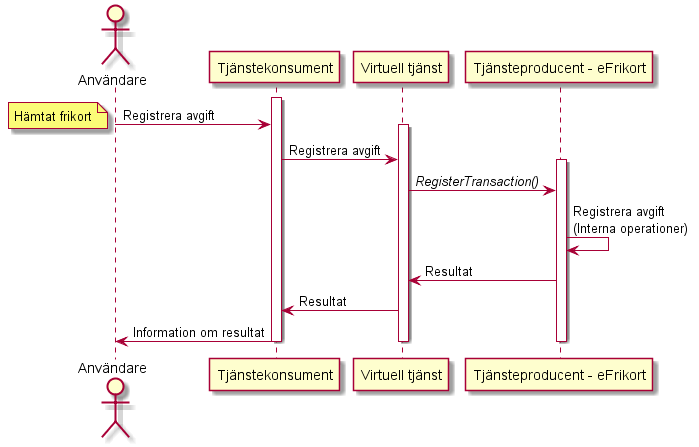 Användare
Tjänstekonsument
Virtuell tjänst
Tjänsteproducent - eFrikort
Hämtat frikort
Registrera avgift
Registrera avgift
RegisterTransaction()
Registrera avgift
(Interna operationer)
Resultat
Resultat
Information om resultat
Användare
Tjänstekonsument
Virtuell tjänst
Tjänsteproducent - eFrikort